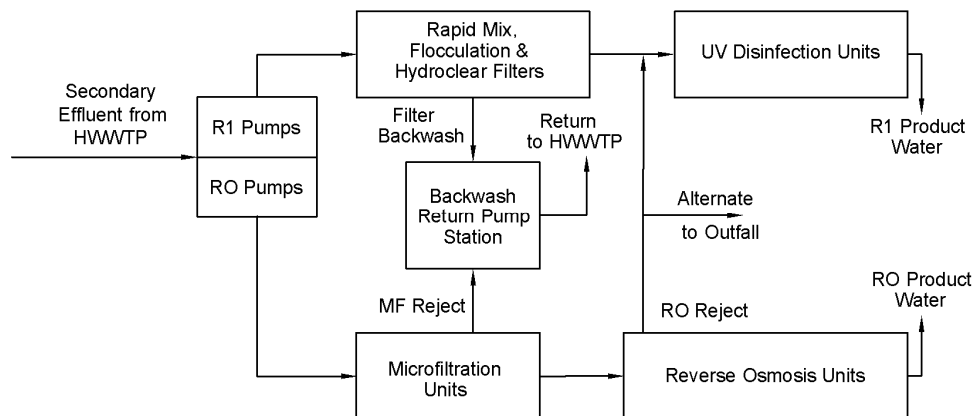 Rapid Mix,
Flocculation &
Hydroclear Filters
UV Disinfection Units
Secondary
Effluent from
HWWTP
R1 Pumps
RO Pumps
Filter
Backwash
Return
to HWWTP
R1 Product
Water
Backwash
Return Pump
Station
Alternate
to Outfall
MF Reject
RO Reject
RO Product
Water
Microfiltration
Units
Reverse Osmosis Units